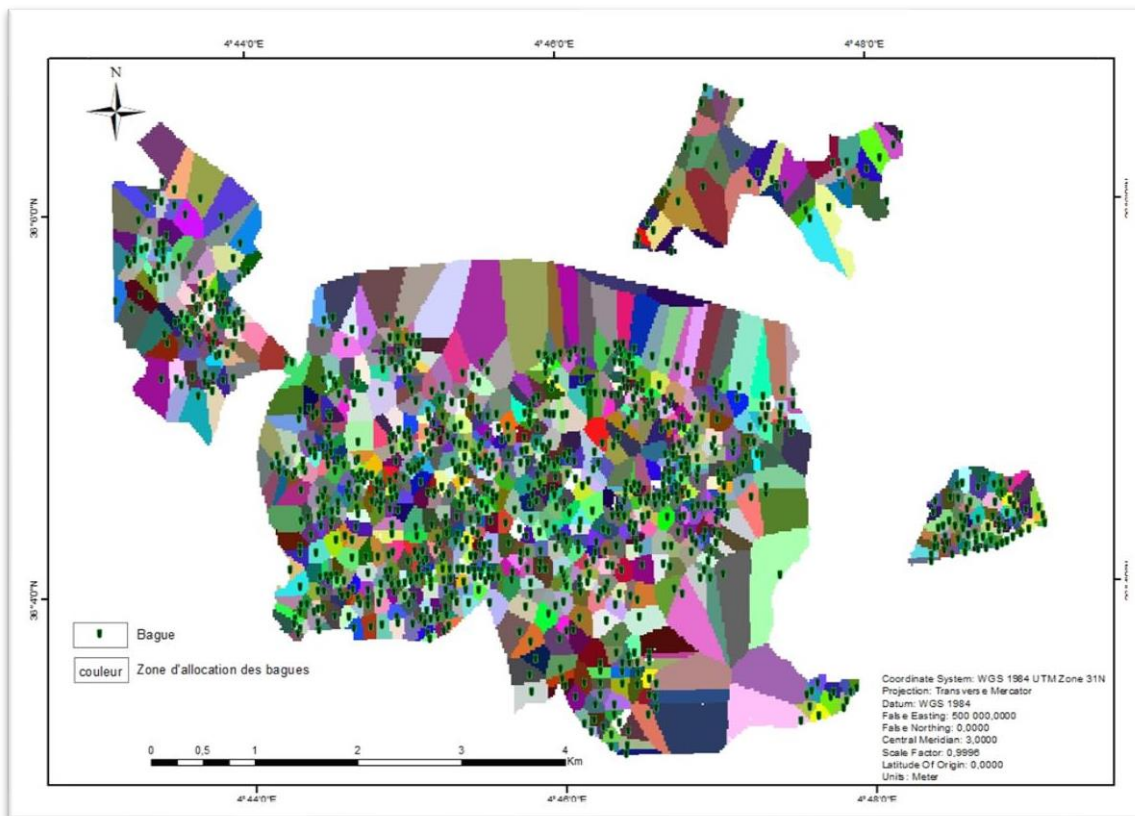 4°44'0"E 4°46'0"E 4°48'0"E
N
36°6'0"N
36°4'0"N
Bague
couleur Zone d'allocation des bagues
0 0,5 1 2 3 4
Km
Coordinate System: WGS 1984 UTM Zone 31N
Projection: Transverse Mercator
Datum: WGS 1984
False Easting: 500 000,0000
False Northing: 0,0000
Central Meridian: 3,0000
Scale Factor: 0,9996
Latitude Of Origin: 0,0000
Units: Meter
4°44'0"E 4°46'0"E 4°48'0"E